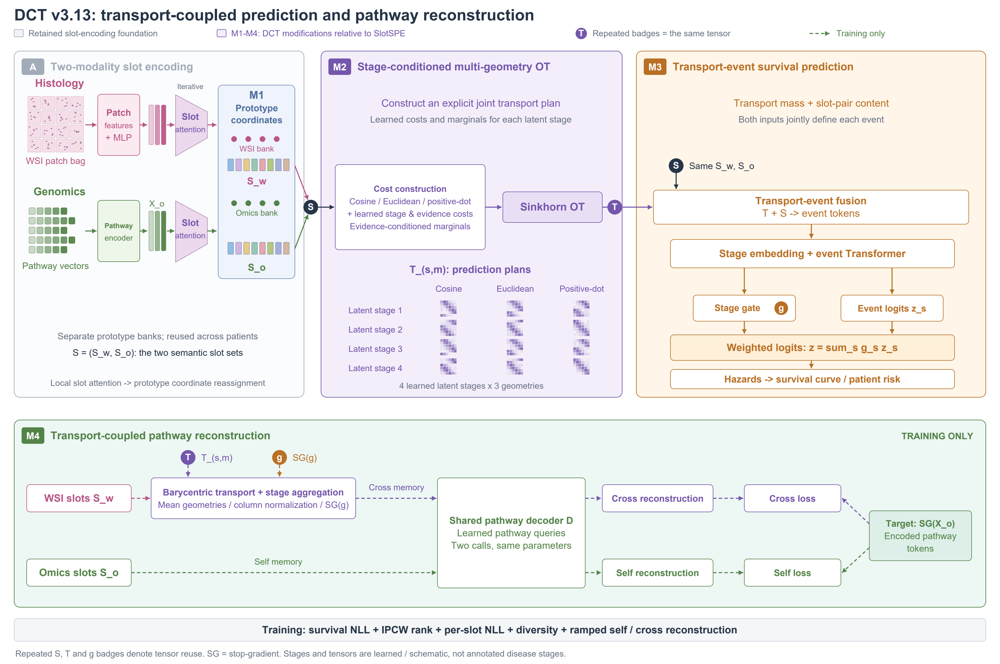 DCT v3.13: transport-coupled prediction and pathway reconstruction
Retained slot-encoding foundation
M1-M4: DCT modifications relative to SlotSPE
T
Repeated badges = the same tensor
Training only
A
Two-modality slot encoding
Histology
WSI patch bag
Patch
features
+ MLP
Iterative
Slot
attention
Genomics
Pathway vectors
Pathway
encoder
X_o
Slot
attention
M1
Prototype
coordinates
WSI bank
S_w
Omics bank
S_o
S
Separate prototype banks; reused across patients
S = (S_w, S_o): the two semantic slot sets
Local slot attention -> prototype coordinate reassignment
M2
Stage-conditioned multi-geometry OT
Construct an explicit joint transport plan
Learned costs and marginals for each latent stage
Cost construction
Cosine / Euclidean / positive-dot
+ learned stage & evidence costs
Evidence-conditioned marginals
Sinkhorn OT
T
T_(s,m): prediction plans
Cosine
Euclidean
Positive-dot
Latent stage 1
Latent stage 2
Latent stage 3
Latent stage 4
4 learned latent stages x 3 geometries
M3
Transport-event survival prediction
Transport mass + slot-pair content
Both inputs jointly define each event
S
Same S_w, S_o
Transport-event fusion
T + S -> event tokens
Stage embedding + event Transformer
Stage gate
g
Event logits z_s
Weighted logits: z = sum_s g_s z_s
Hazards -> survival curve / patient risk
M4
Transport-coupled pathway reconstruction
TRAINING ONLY
T
T_(s,m)
g
SG(g)
WSI slots S_w
Barycentric transport + stage aggregation
Mean geometries / column normalization / SG(g)
Cross memory
Omics slots S_o
Self memory
Shared pathway decoder D
Learned pathway queries
Two calls, same parameters
Cross reconstruction
Cross loss
Self reconstruction
Self loss
Target: SG(X_o)
Encoded pathway
tokens
Training: survival NLL + IPCW rank + per-slot NLL + diversity + ramped self / cross reconstruction
Repeated S, T and g badges denote tensor reuse. SG = stop-gradient. Stages and tensors are learned / schematic, not annotated disease stages.